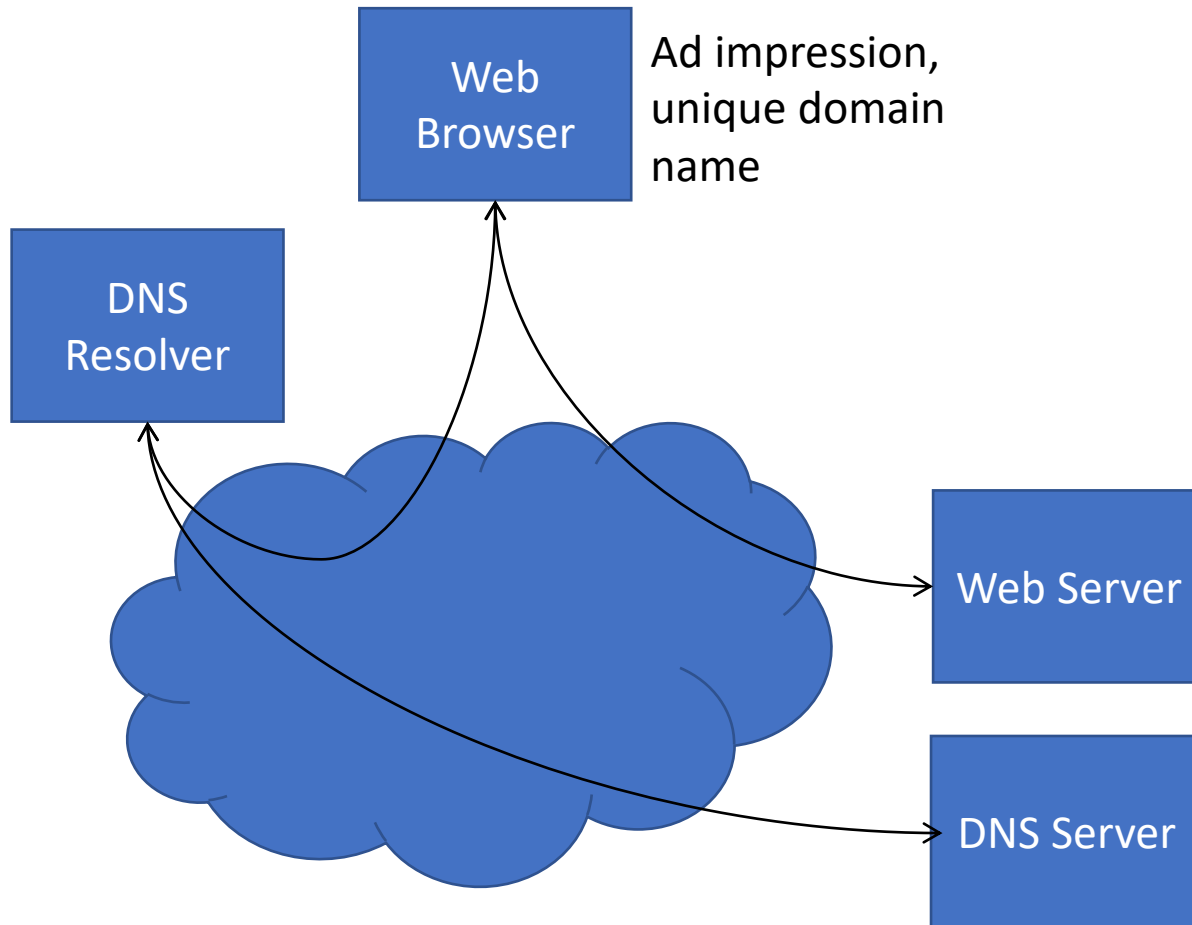 Web
Browser
Ad impression,
unique domain
name
DNS
Resolver
Web Server
DNS Server